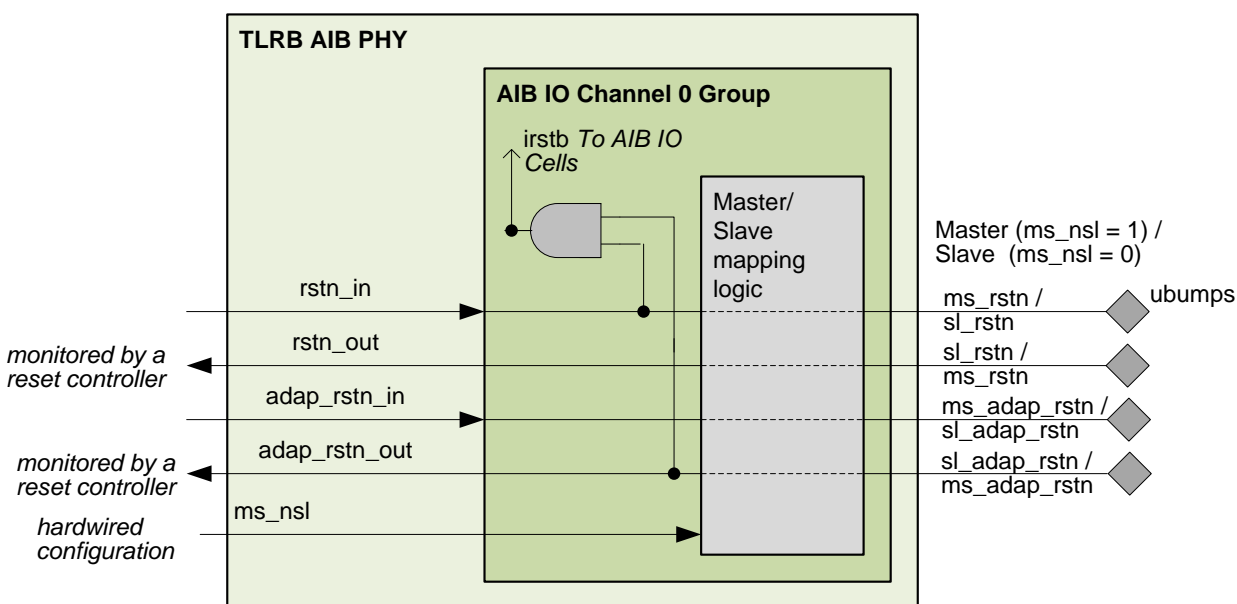 TLRB AIB PHY
AIB IO Channel 0 Group
irstb To AIB IO
Cells
Master/
Slave
mapping
logic
Master (ms_nsl = 1) /
Slave (ms_nsl = 0)
rstn_in
ms_rstn /
sl_rstn
ubumps
rstn_out
monitored by a
reset controller
sl_rstn /
ms_rstn
adap_rstn_in
ms_adap_rstn /
sl_adap_rstn
adap_rstn_out
monitored by a
reset controller
sl_adap_rstn /
ms_adap_rstn
ms_nsl
hardwired
configuration